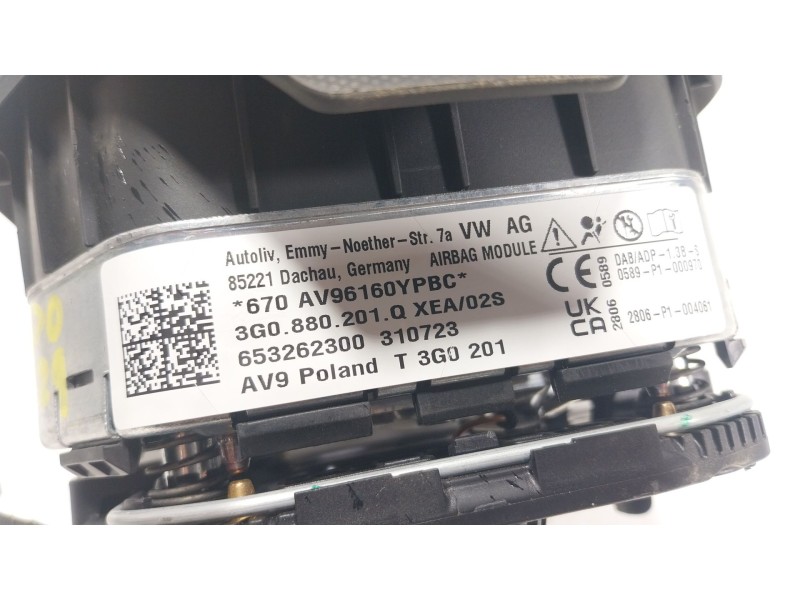 Autoliv, Emmy-Noether-Str. 7a VW AG
85221 Dachau, Germany AIRBAG MODULE
*670 AV96160YPBC*
3G0.880.201.Q XEA/02S
653262300 310723
AV9 Poland T 3G0 201
CE 0589
DAB/ADP-1.3B-S
0589-P1-000970
UK
CA 2806
2806-P1-004061